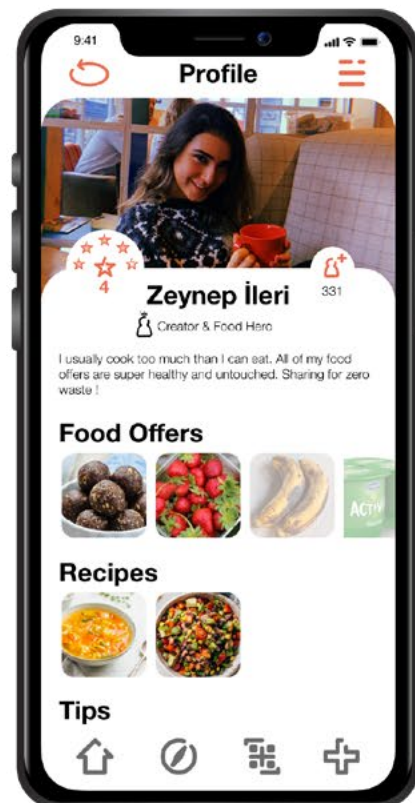 9:41
Profile
4
331
Zeynep İleri
Creator & Food Hero
I usually cook too much than I can eat. All of my food
offers are super healthy and untouched. Sharing for zero
waste !
Food Offers
ACTIV
Recipes
Tips